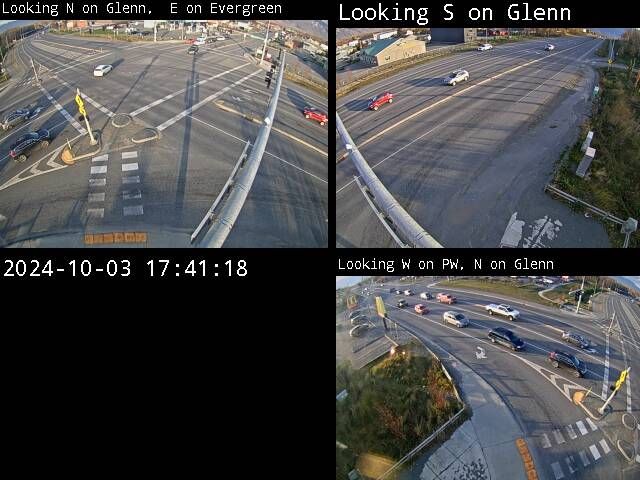 Looking N on Glenn,  E on Evergreen
Looking S on Glenn
2024-10-03 17:41:18
Looking W on PW, N on Glenn